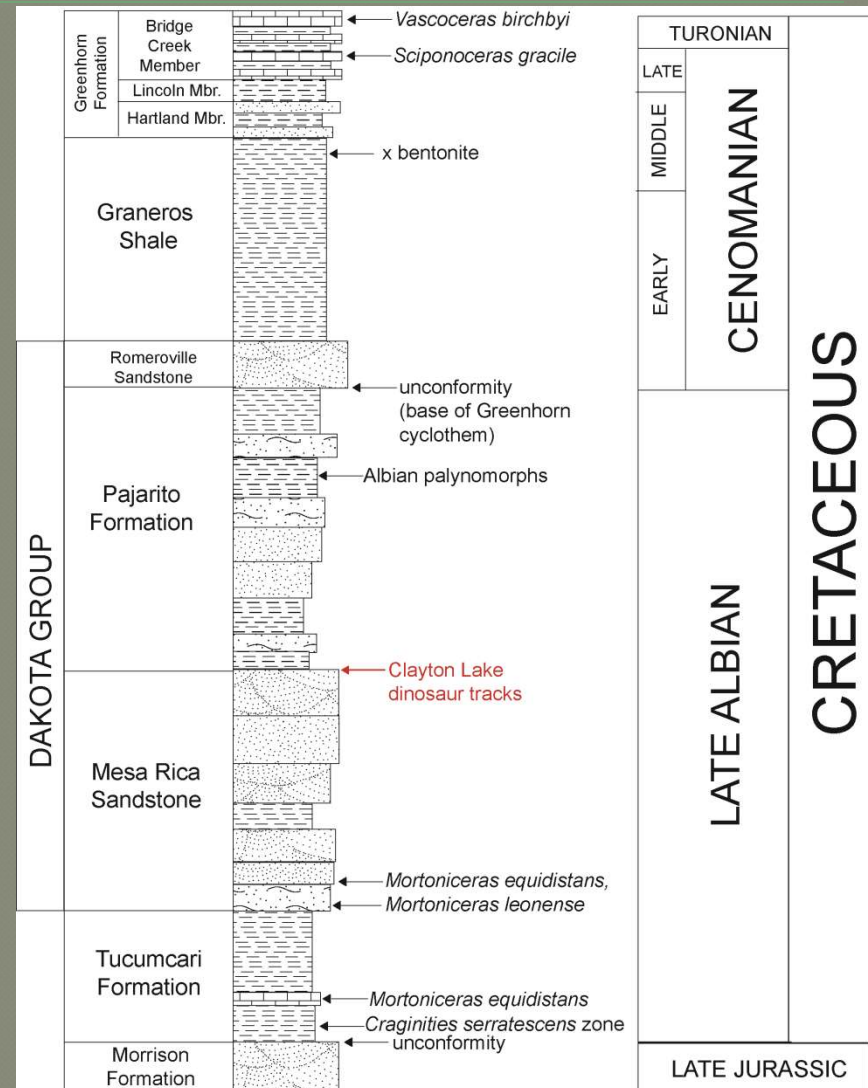 Greenhorn
Formation
Bridge
Creek
Member
Lincoln Mbr.
Hartland Mbr.
Graneros
Shale
DAKOTA GROUP
Romeroville
Sandstone
Pajarito
Formation
Mesa Rica
Sandstone
Tucumcari
Formation
Morrison
Formation
Vascoceras birchbyi
Sciponoceras gracile
x bentonite
unconformity
(base of Greenhorn
cyclothem)
Albian palynomorphs
Clayton Lake
dinosaur tracks
Mortoniceras equidistans,
Mortoniceras leonense
Mortoniceras equidistans
Craginities serratescens zone
unconformity
TURONIAN
LATE
MIDDLE
EARLY
CENOMANIAN
LATE ALBIAN
CRETACEOUS
LATE JURASSIC